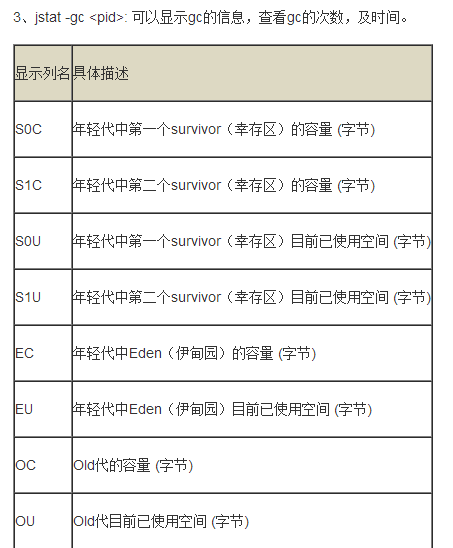 3、jstat -gc <pid>: 可以显示gc的信息，查看gc的次数，及时间。
显示列名 具体描述
S0C 年轻代中第一个survivor（幸存区）的容量 (字节)
S1C 年轻代中第二个survivor（幸存区）的容量 (字节)
S0U 年轻代中第一个survivor（幸存区）目前已使用空间 (字节)
S1U 年轻代中第二个survivor（幸存区）目前已使用空间 (字节)
EC 年轻代中Eden（伊甸园）的容量 (字节)
EU 年轻代中Eden（伊甸园）目前已使用空间 (字节)
OC Old代的容量 (字节)
OU Old代目前已使用空间 (字节)